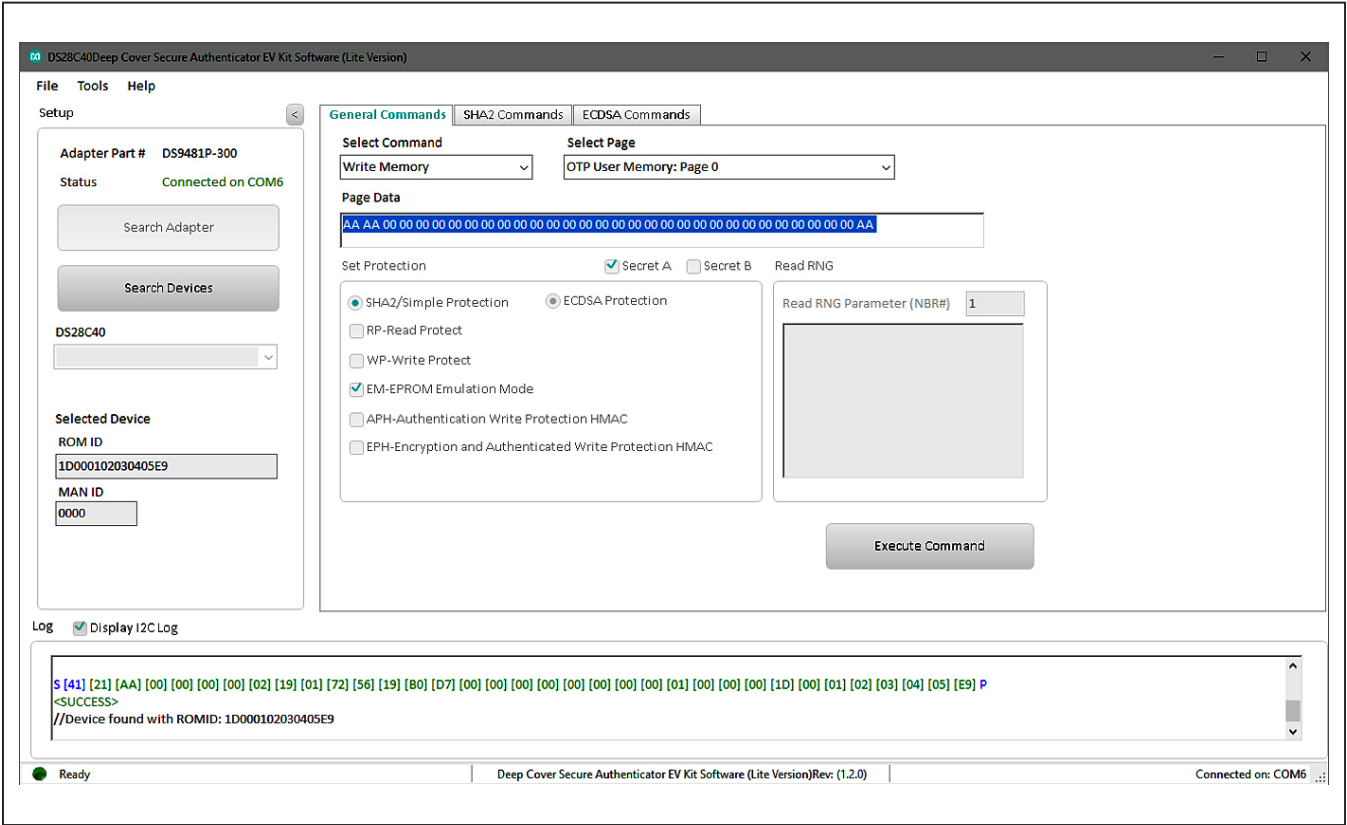 DS28C40Deep Cover Secure Authenticator EV Kit Software (Lite Version)
File Tools Help
Setup <
General Commands SHA2 Commands ECDSA Commands
Adapter Part # DS9481P-300
Status Connected on COM6
Search Adapter
Search Devices
DS28C40
Selected Device
ROM ID
1D000102030405E9
MAN ID
0000
Select Command Select Page
Write Memory OTP User Memory: Page 0
Page Data
AA AA 00 00 00 00 00 00 00 00 00 00 00 00 00 00 00 00 00 00 00 00 00 00 00 00 00 00 00 00 00 AA
Set Protection Secret A Secret B Read RNG
SHA2/Simple Protection ECDSA Protection
RP-Read Protect
WP-Write Protect
EM-EPROM Emulation Mode
APH-Authentication Write Protection HMAC
EPH-Encryption and Authenticated Write Protection HMAC
Read RNG Parameter (NBR#) 1
Execute Command
Log Display I2C Log
S [41] [21] [AA] [00] [00] [00] [00] [02] [19] [01] [72] [56] [19] [B0] [D7] [00] [00] [00] [00] [00] [00] [00] [00] [01] [00] [00] [00] [1D] [00] [01] [02] [03] [04] [05] [E9] P
<SUCCESS>
//Device found with ROMID: 1D000102030405E9
Ready Deep Cover Secure Authenticator EV Kit Software (Lite Version)Rev: (1.2.0) Connected on: COM6